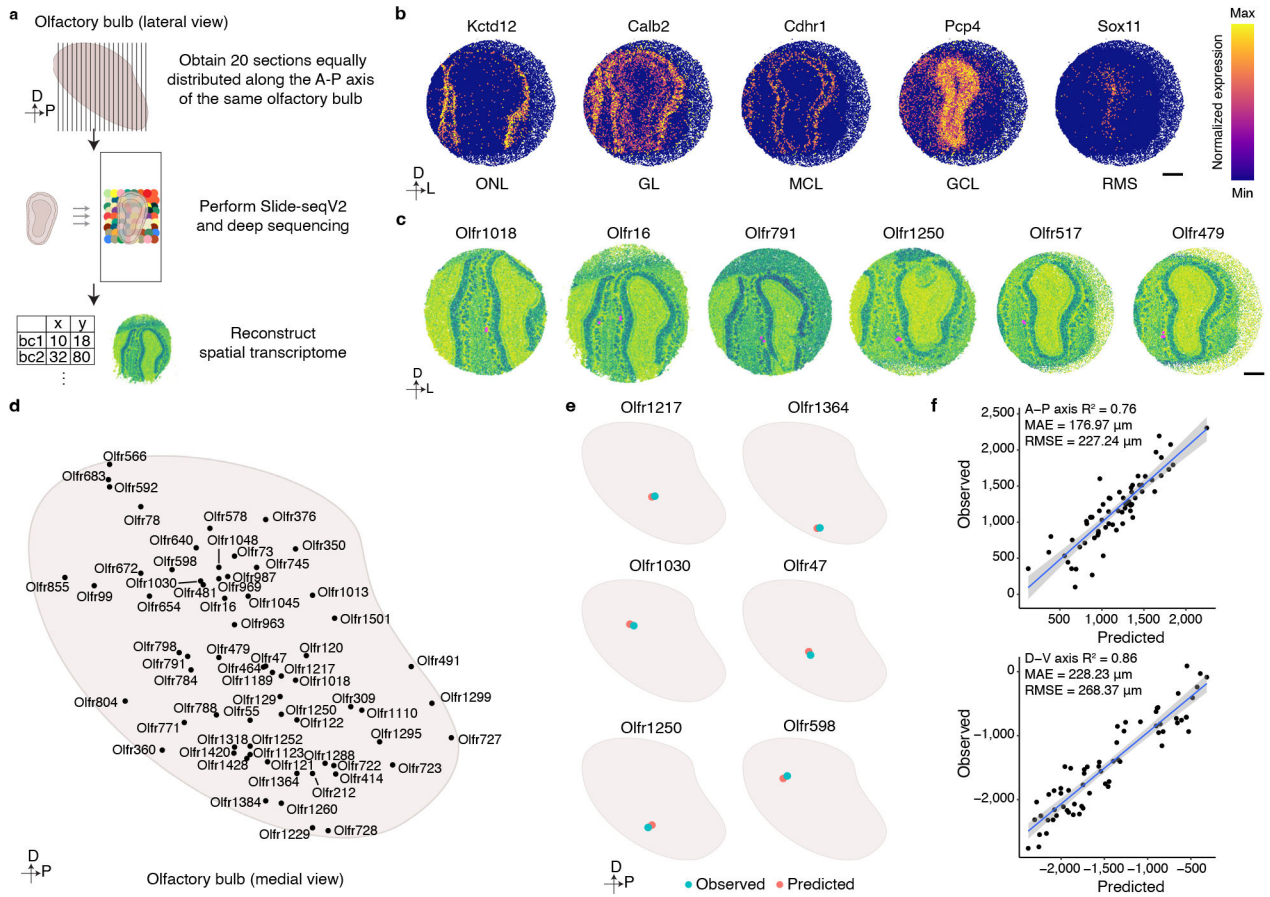 a
Olfactory bulb (lateral view)
Obtain 20 sections equally
distributed along the A-P axis
of the same olfactory bulb
D
P
Perform Slide-seqV2
and deep sequencing
x y
bc1 10 18
bc2 32 80
⋮
Reconstruct
spatial transcriptome
b
Kctd12 Calb2 Cdhr1 Pcp4 Sox11
ONL GL MCL GCL RMS
D
L
Max
Normalized expression
Min
c
Olfr1018 Olfr16 Olfr791 Olfr1250 Olfr517 Olfr479
D
L
d
Olfr566
Olfr683
Olfr592
Olfr78
Olfr578
Olfr376
Olfr640
Olfr1048
Olfr73
Olfr350
Olfr672
Olfr598
Olfr745
Olfr855
Olfr99
Olfr1030
Olfr987
Olfr481
Olfr969
Olfr654
Olfr16
Olfr1045
Olfr1013
Olfr963
Olfr1501
Olfr798
Olfr479
Olfr47
Olfr120
Olfr791
Olfr464
Olfr1217
Olfr491
Olfr784
Olfr1189
Olfr1018
Olfr804
Olfr129
Olfr309
Olfr1299
Olfr788
Olfr55
Olfr1250
Olfr1110
Olfr771
Olfr122
Olfr1295
Olfr727
Olfr360
Olfr1318
Olfr1252
Olfr1420
Olfr1123
Olfr1288
Olfr1428
Olfr121
Olfr722
Olfr723
Olfr1364
Olfr414
Olfr212
Olfr1384
Olfr1260
Olfr1229
Olfr728
D
P
Olfactory bulb (medial view)
e
Olfr1217 Olfr1364
Olfr1030 Olfr47
Olfr1250 Olfr598
D
P
Observed Predicted
f
A–P axis R² = 0.76
MAE = 176.97 µm
RMSE = 227.24 µm
2,500
2,000
1,500
1,000
500
0
Observed
500 1,000 1,500 2,000
Predicted
D–V axis R² = 0.86
MAE = 228.23 µm
RMSE = 268.37 µm
0
−1,000
−2,000
Observed
−2,000 −1,500 −1,000 −500
Predicted